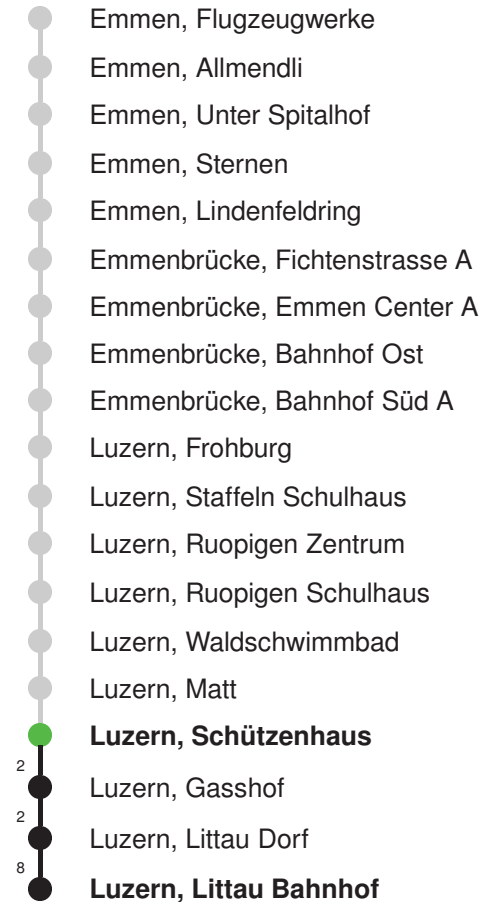 Emmen, Flugzeugwerke
Emmen, Allmendli
Emmen, Unter Spitalhof
Emmen, Sternen
Emmen, Lindenfeldring
Emmenbrücke, Fichtenstrasse A
Emmenbrücke, Emmen Center A
Emmenbrücke, Bahnhof Ost
Emmenbrücke, Bahnhof Süd A
Luzern, Frohburg
Luzern, Staffeln Schulhaus
Luzern, Ruopigen Zentrum
Luzern, Ruopigen Schulhaus
Luzern, Waldschwimmbad
Luzern, Matt
Luzern, Schützenhaus
2
Luzern, Gasshof
2
Luzern, Littau Dorf
8
Luzern, Littau Bahnhof